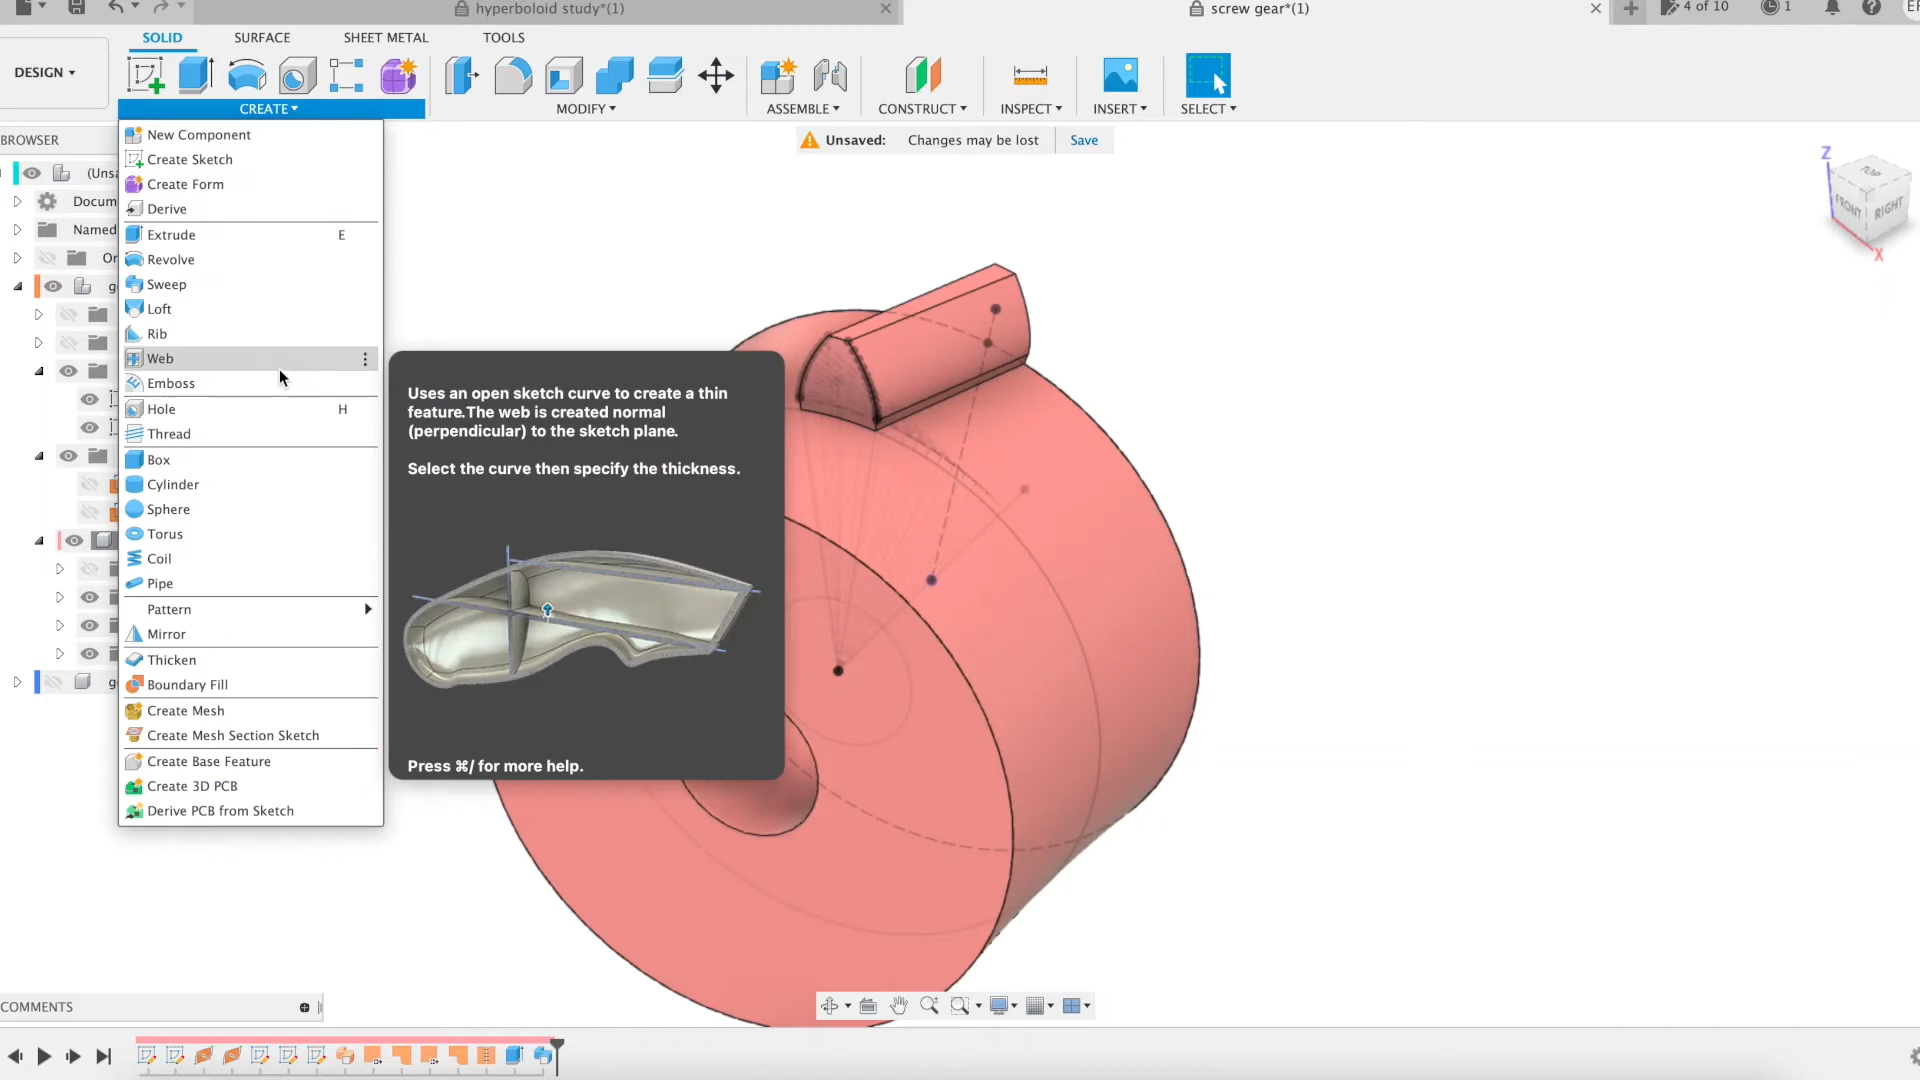 hyperboloid study*(1)
screw gear*(1)
4 of 10
1
DESIGN
SOLID
SURFACE
SHEET METAL
TOOLS
CREATE
MODIFY
ASSEMBLE
CONSTRUCT
INSPECT
INSERT
SELECT
BROWSER
Unsaved:
Changes may be lost
Save
(Unsa
Docum
Named
Or
g
g
New Component
Create Sketch
Create Form
Derive
Extrude E
Revolve
Sweep
Loft
Rib
Web
Emboss
Hole H
Thread
Box
Cylinder
Sphere
Torus
Coil
Pipe
Pattern
Mirror
Thicken
Boundary Fill
Create Mesh
Create Mesh Section Sketch
Create Base Feature
Create 3D PCB
Derive PCB from Sketch
Uses an open sketch curve to create a thin
feature.The web is created normal
(perpendicular) to the sketch plane.
Select the curve then specify the thickness.
Press ⌘/ for more help.
Z
TOP
FRONT
RIGHT
X
COMMENTS